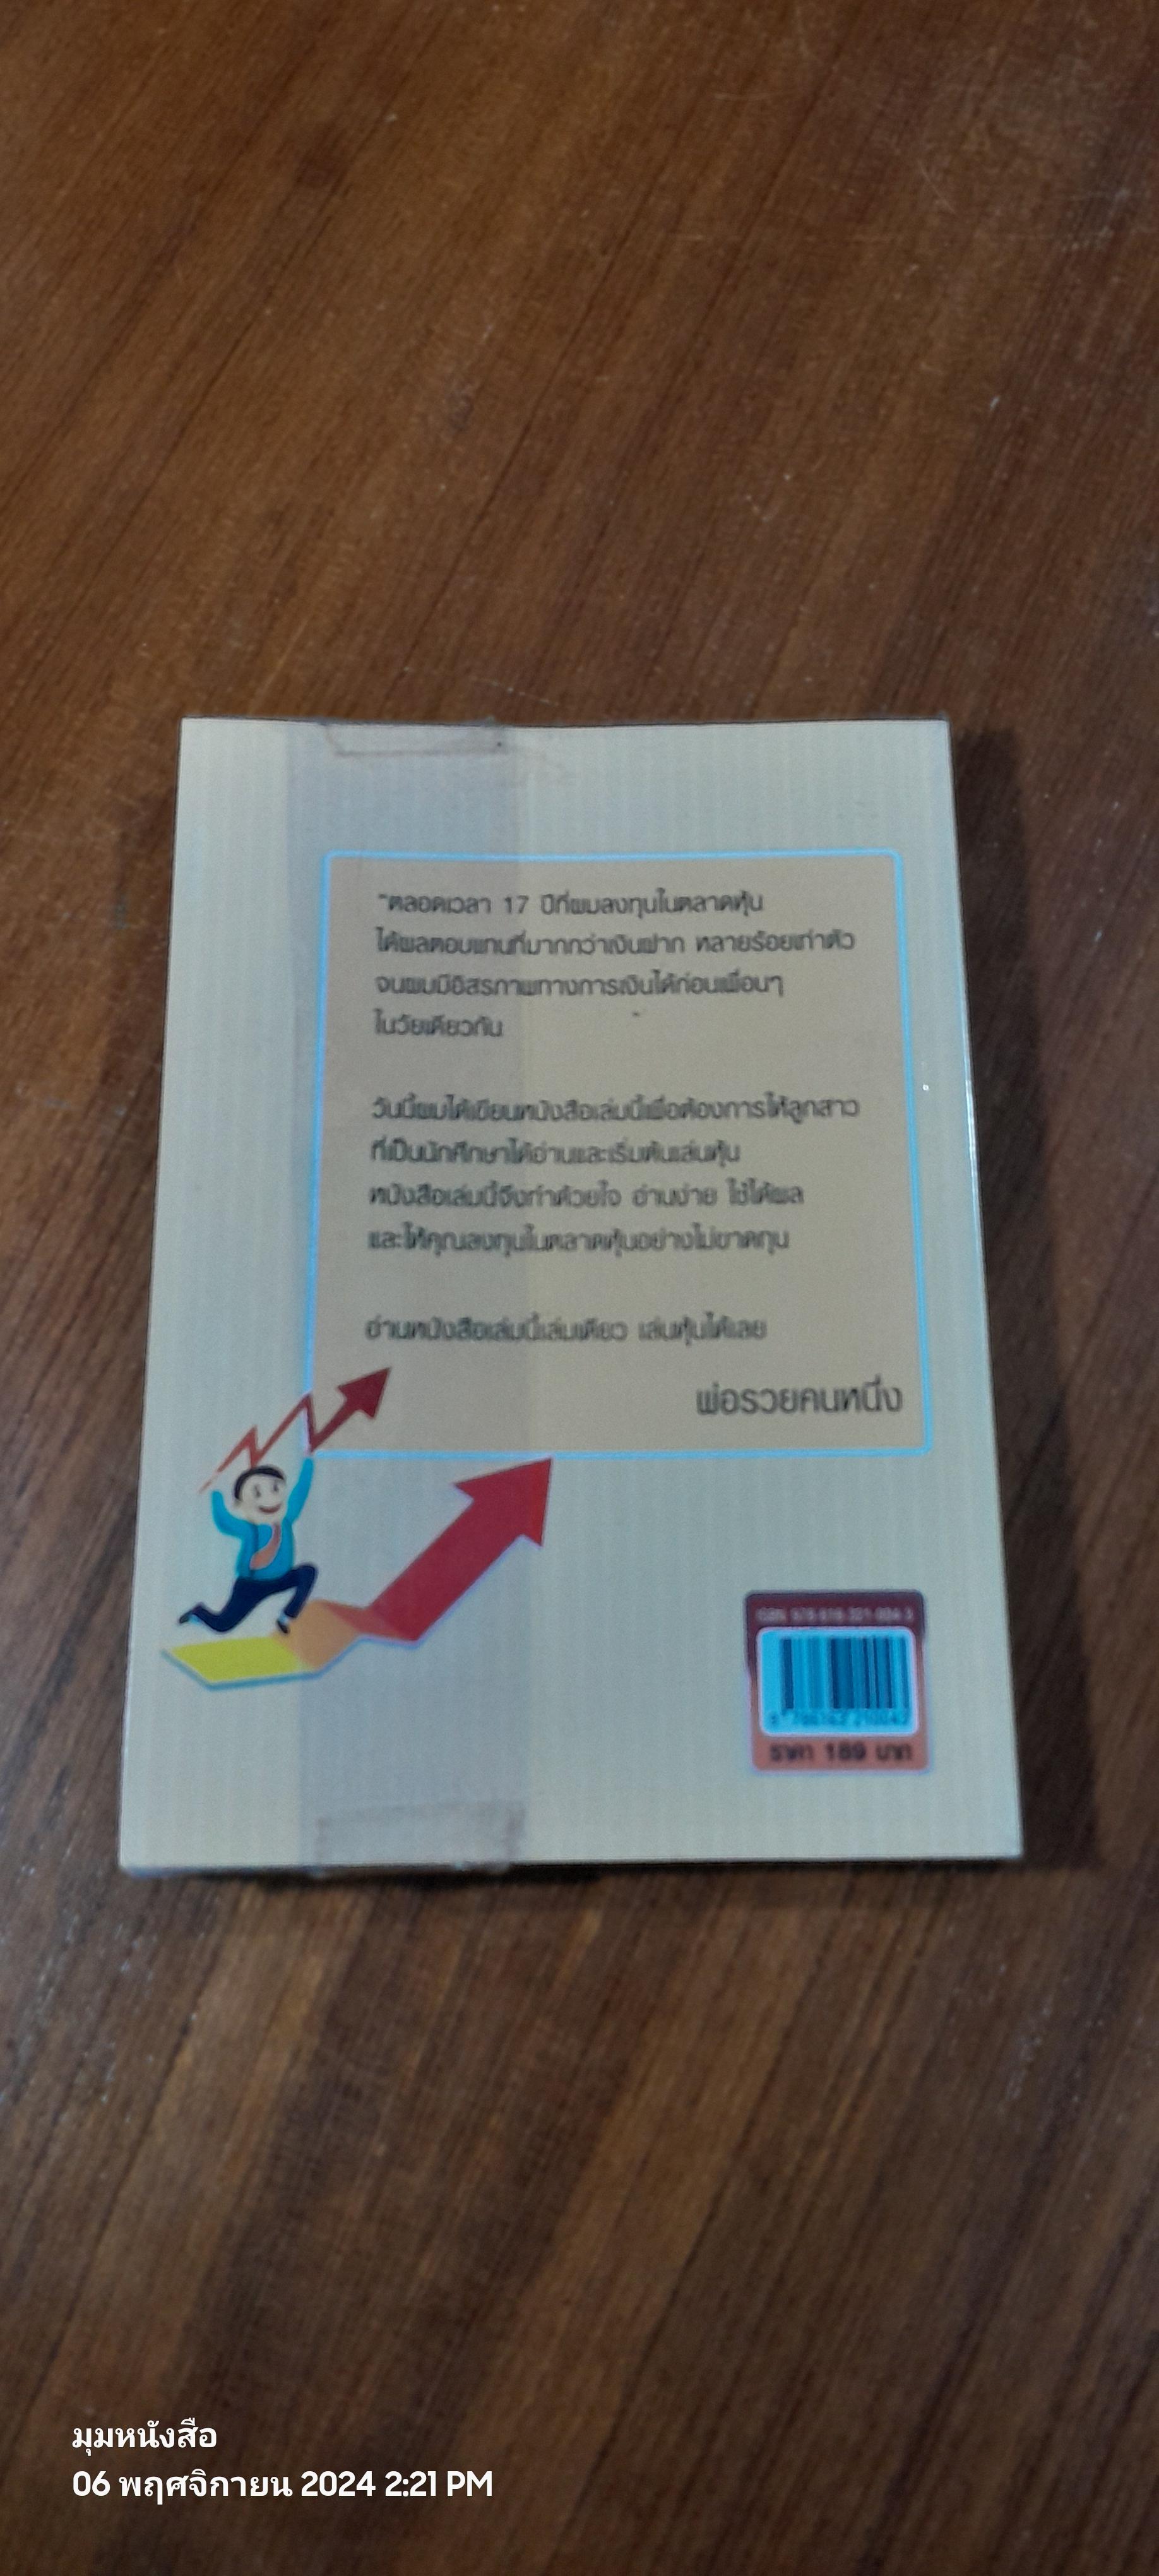 "ตลอดเวลา 17 ปีที่ผมลงทุนในตลาดหุ้น
ได้ผลตอบแทนที่มากกว่าเงินฝาก หลายร้อยเท่าตัว
จนผมมีอิสรภาพทางการเงินได้ก่อนเพื่อนๆ
ในวัยเดียวกัน
วันนี้ผมได้เขียนหนังสือเล่มนี้เพื่อต้องการให้ลูกสาว
ที่เป็นนักศึกษาได้อ่านและเริ่มต้นเล่นหุ้น
หนังสือเล่มนี้จึงทำด้วยใจ อ่านง่าย ใช้ได้ผล
และให้คุณลงทุนในตลาดหุ้นอย่างไม่ขาดทุน
อ่านหนังสือเล่มนี้เล่มเดียว เล่นหุ้นได้เลย
พ่อรวยคนหนึ่ง
ISBN
ราคา 189 บาท
มุมหนังสือ
06 พฤศจิกายน 2024 2:21 PM